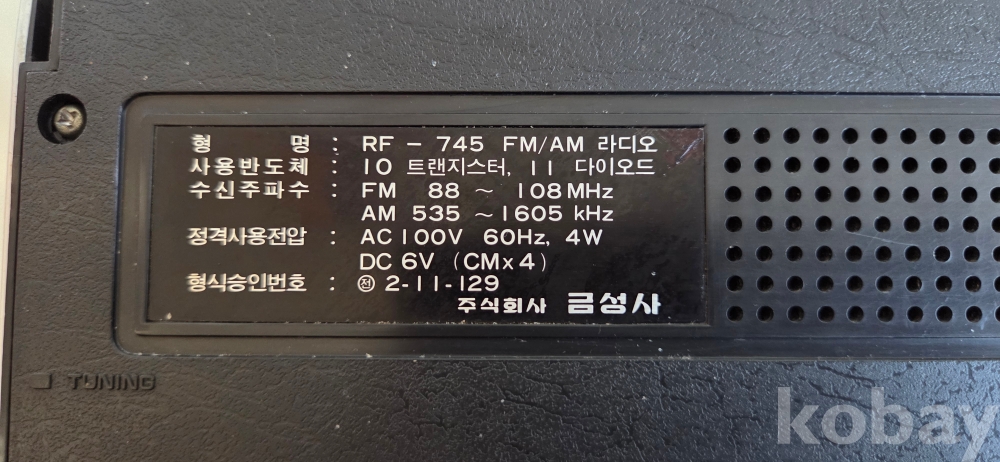 형 명 : RF - 745 FM/AM 라디오
사용반도체 : 10 트랜지스터, 11 다이오드
수신주파수 : FM 88 ~ 108MHz
AM 535 ~ 1605 kHz
정격사용전압 : AC 100V 60Hz, 4W
DC 6V (CMx4)
형식승인번호 : ㊉ 2-11-129
주식회사 금성사
TUNING
kobay